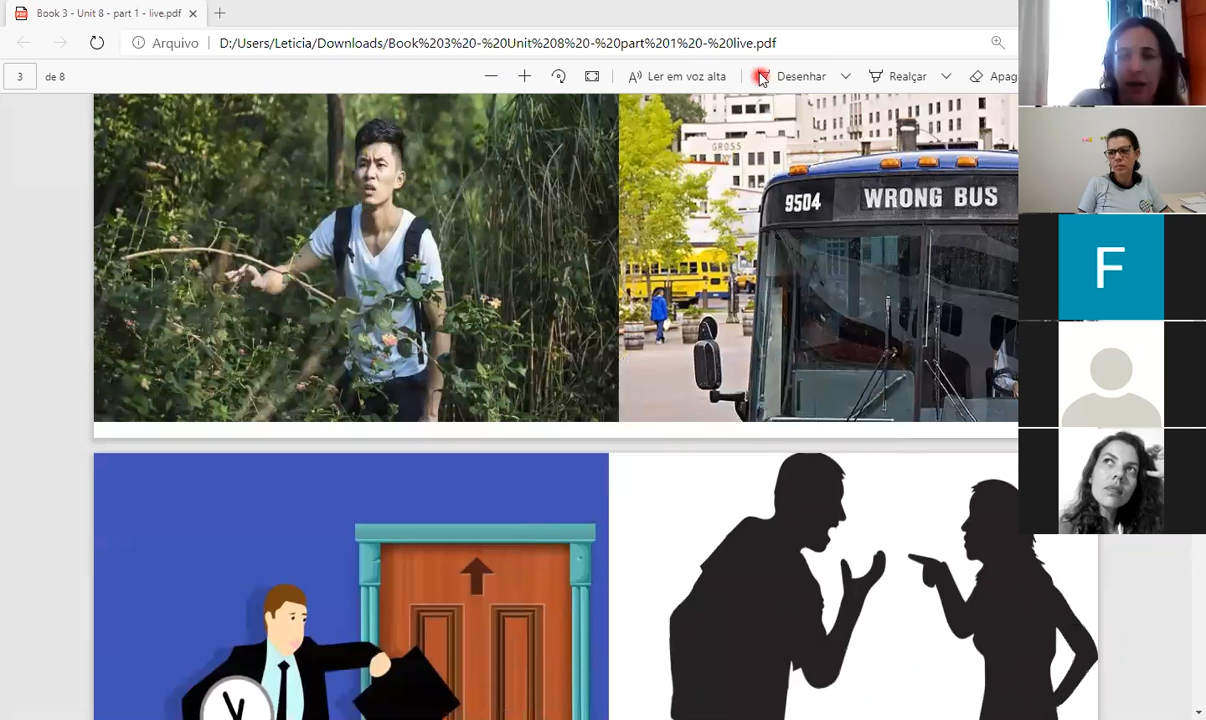 Book 3 - Unit 8 - part 1 - live.pdf
Arquivo
D:/Users/Leticia/Downloads/Book%203%20-%20Unit%208%20-%20part%201%20-%20live.pdf
3
de 8
Ler em voz alta
Desenhar
Realçar
Apag
GROSS
9504
WRONG BUS
F